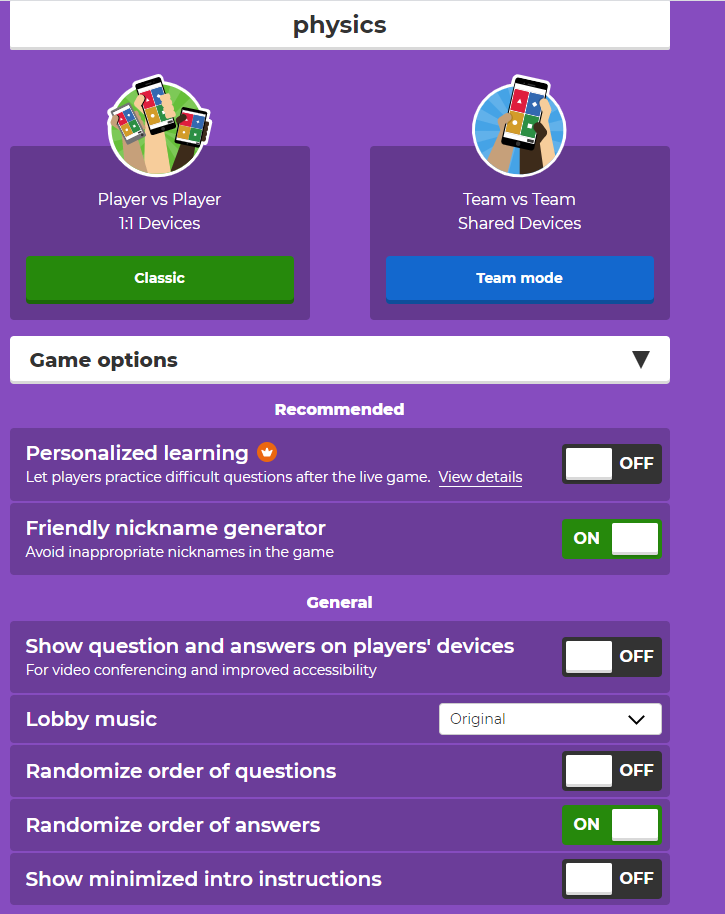 physics
Player vs Player
1:1 Devices
Classic
Team vs Team
Shared Devices
Team mode
Game options
Recommended
Personalized learning
Let players practice difficult questions after the live game. View details
OFF
Friendly nickname generator
Avoid inappropriate nicknames in the game
ON
General
Show question and answers on players' devices
For video conferencing and improved accessibility
OFF
Lobby music
Original
Randomize order of questions
OFF
Randomize order of answers
ON
Show minimized intro instructions
OFF